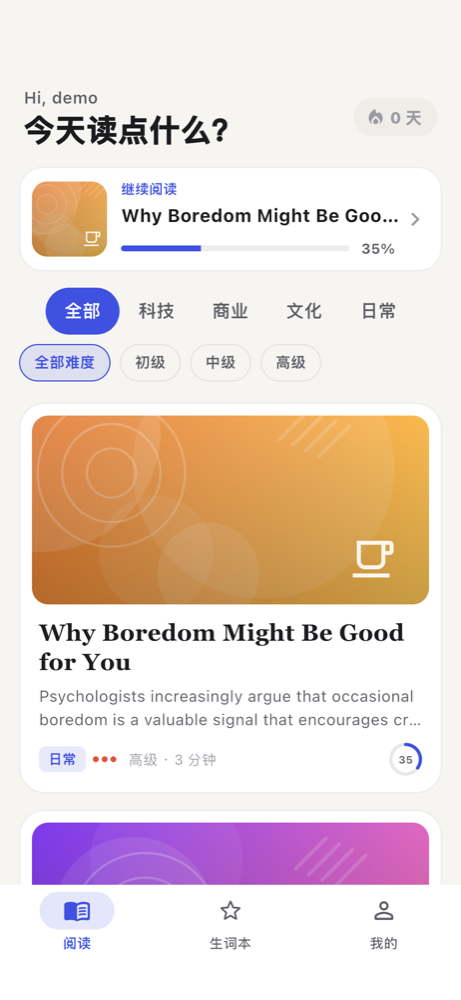 Hi, demo
今天读点什么?
0 天
继续阅读
Why Boredom Might Be Goo...
35%
全部 科技 商业 文化 日常
全部难度 初级 中级 高级
Why Boredom Might Be Good
for You
Psychologists increasingly argue that occasional
boredom is a valuable signal that encourages cr...
日常 高级 · 3 分钟 35
阅读 生词本 我的